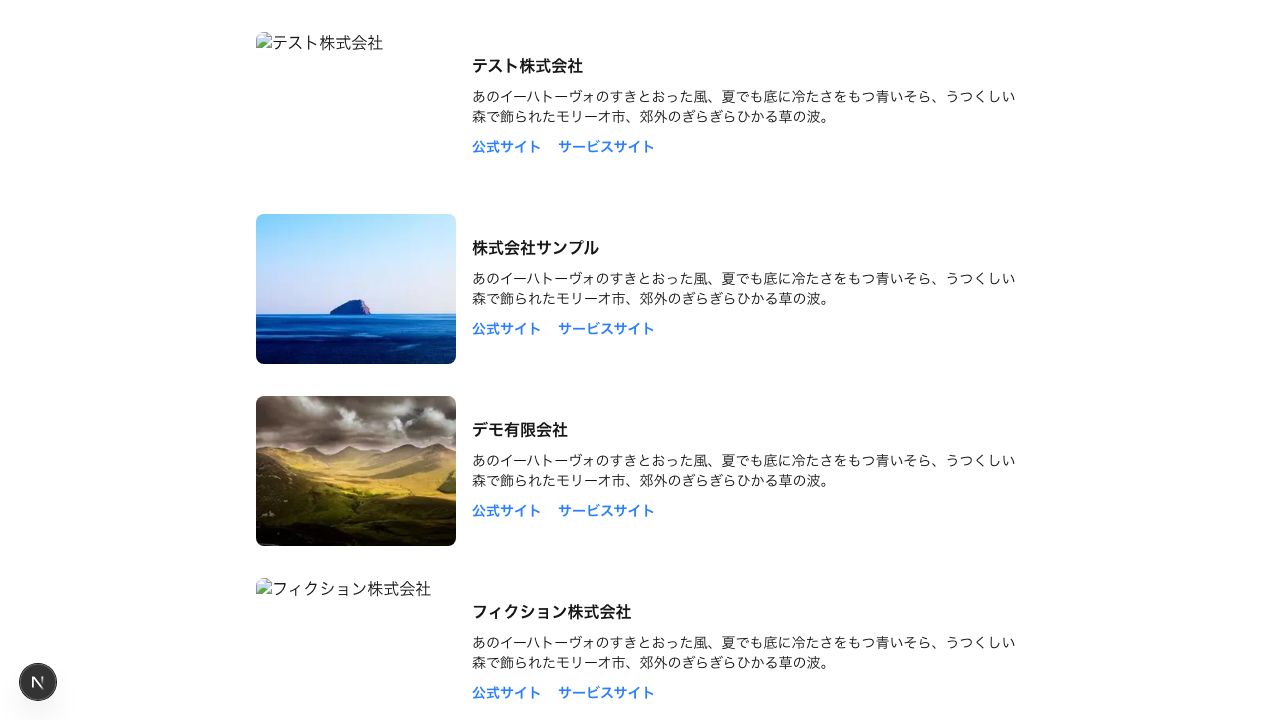 テスト株式会社
テスト株式会社
あのイーハトーヴォのすきとおった風、夏でも底に冷たさをもつ青いそら、うつくしい
森で飾られたモリーオ市、郊外のぎらぎらひかる草の波。
公式サイト サービスサイト
株式会社サンプル
あのイーハトーヴォのすきとおった風、夏でも底に冷たさをもつ青いそら、うつくしい
森で飾られたモリーオ市、郊外のぎらぎらひかる草の波。
公式サイト サービスサイト
デモ有限会社
あのイーハトーヴォのすきとおった風、夏でも底に冷たさをもつ青いそら、うつくしい
森で飾られたモリーオ市、郊外のぎらぎらひかる草の波。
公式サイト サービスサイト
フィクション株式会社
フィクション株式会社
あのイーハトーヴォのすきとおった風、夏でも底に冷たさをもつ青いそら、うつくしい
森で飾られたモリーオ市、郊外のぎらぎらひかる草の波。
公式サイト サービスサイト
N